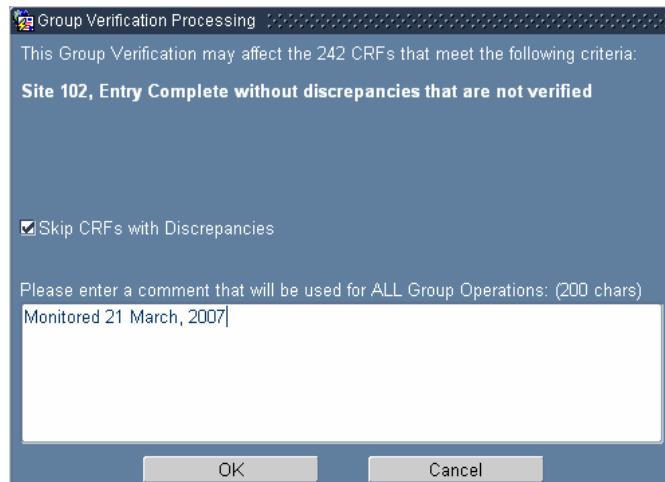 Group Verification Processing
This Group Verification may affect the 242 CRFs that meet the following criteria:
Site 102, Entry Complete without discrepancies that are not verified
Skip CRFs with Discrepancies
Please enter a comment that will be used for ALL Group Operations: (200 chars)
Monitored 21 March, 2007
OK Cancel